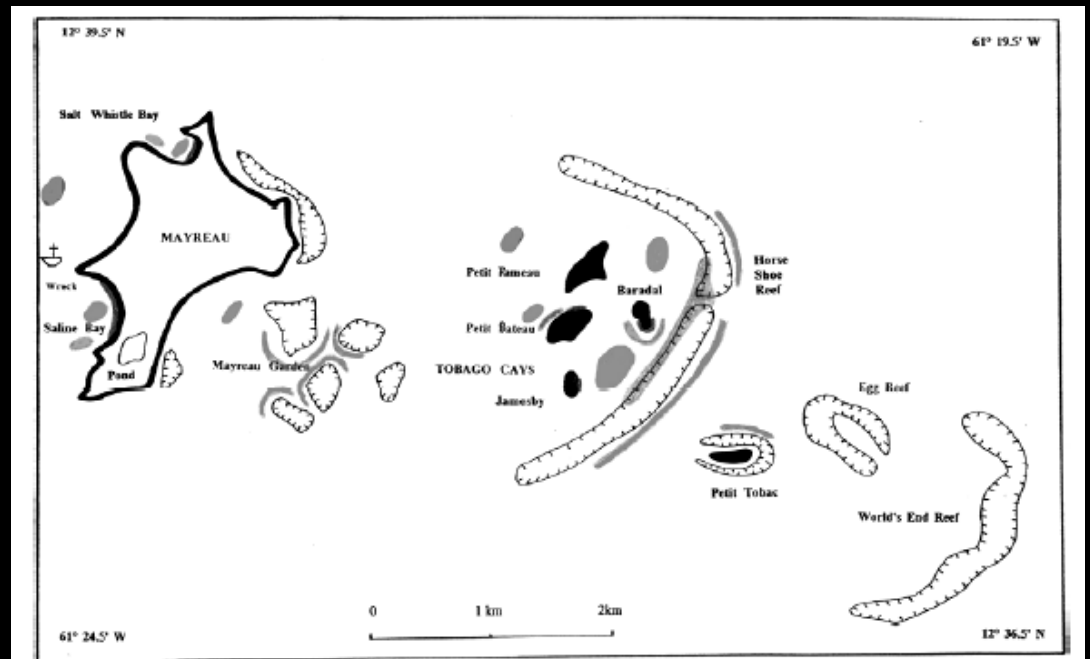 12° 39.5' N
61° 19.5' W
Salt Whistle Bay
MAYREAU
Wreck
Saline Bay
Pond
Mayreau Garden
Petit Rameau
Baradal
Petit Bateau
TOBAGO CAYS
Jamesby
Horse
Shoe
Reef
Egg Reef
Petit Tobac
World's End Reef
0 1 km 2km
61° 24.5' W
12° 36.5' N